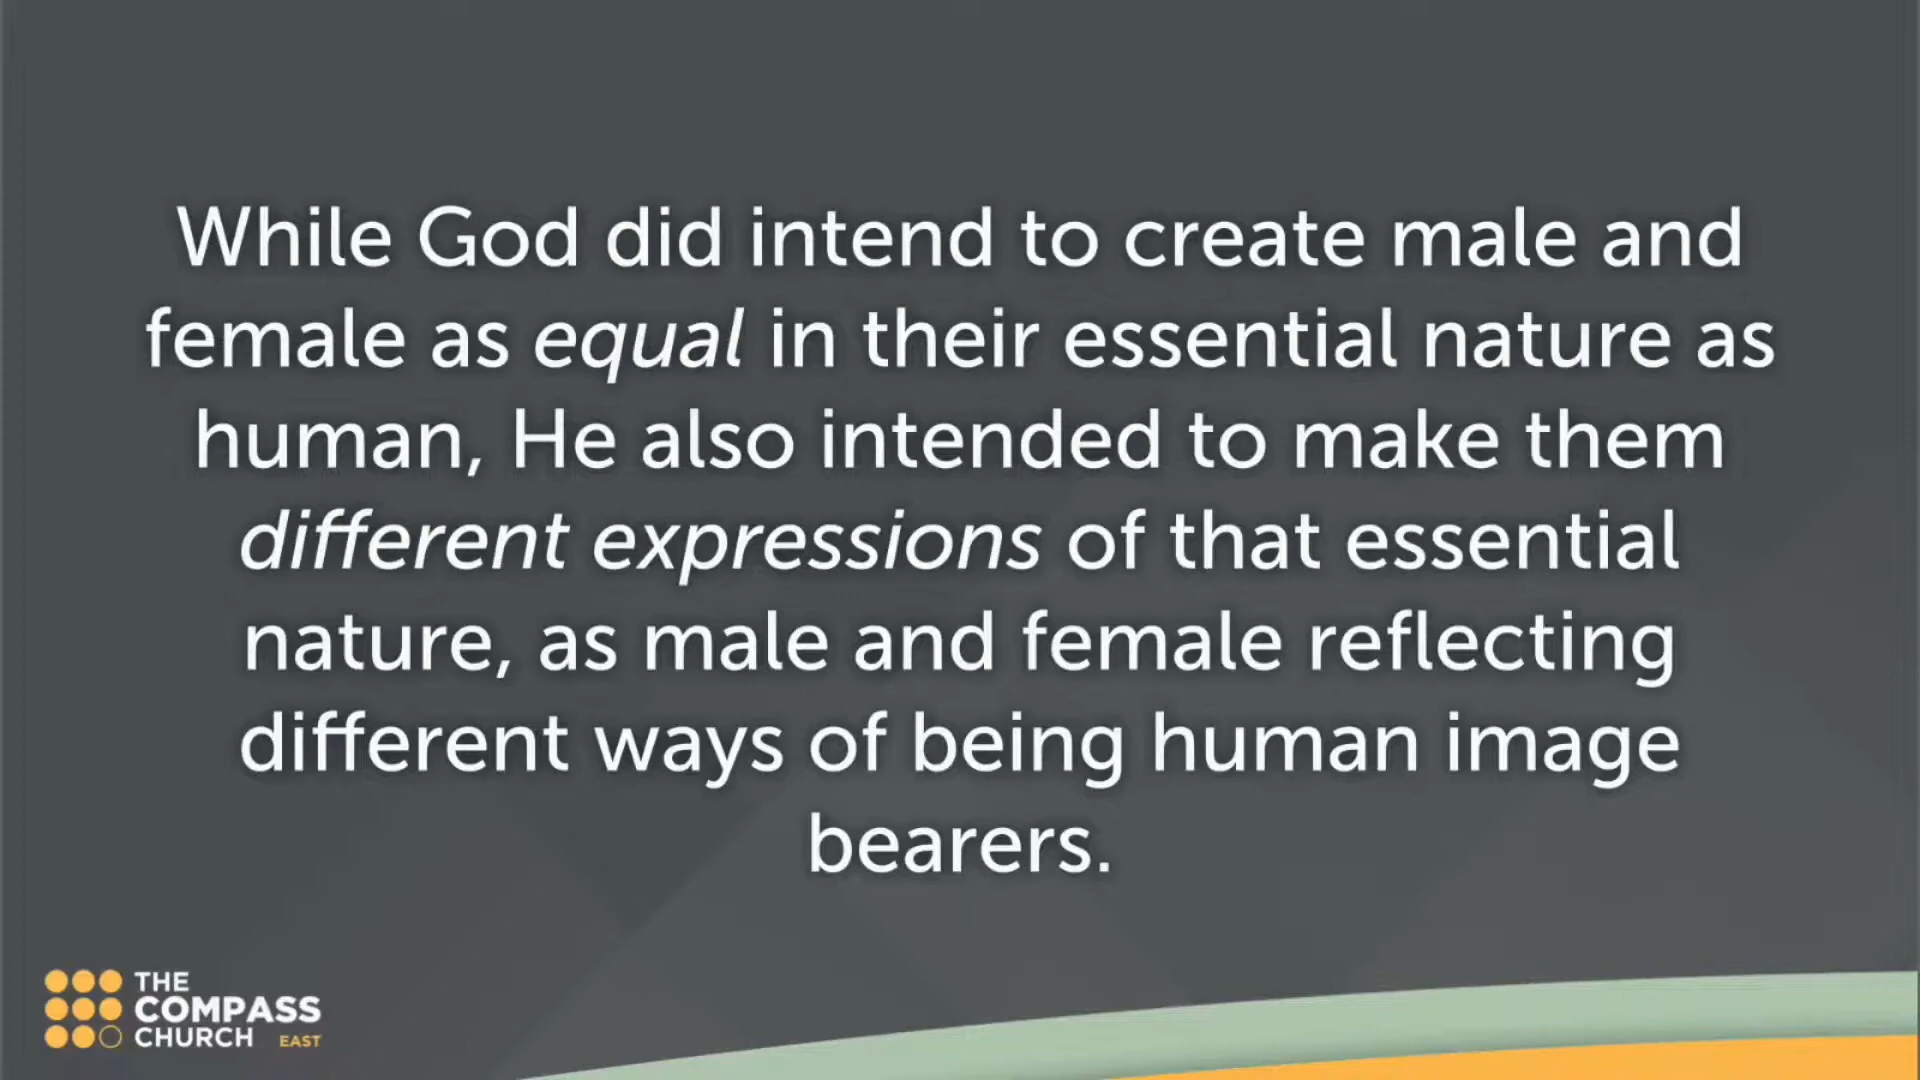 While God did intend to create male and
female as equal in their essential nature as
human, He also intended to make them
different expressions of that essential
nature, as male and female reflecting
different ways of being human image
bearers.
THE
COMPASS
CHURCH EAST